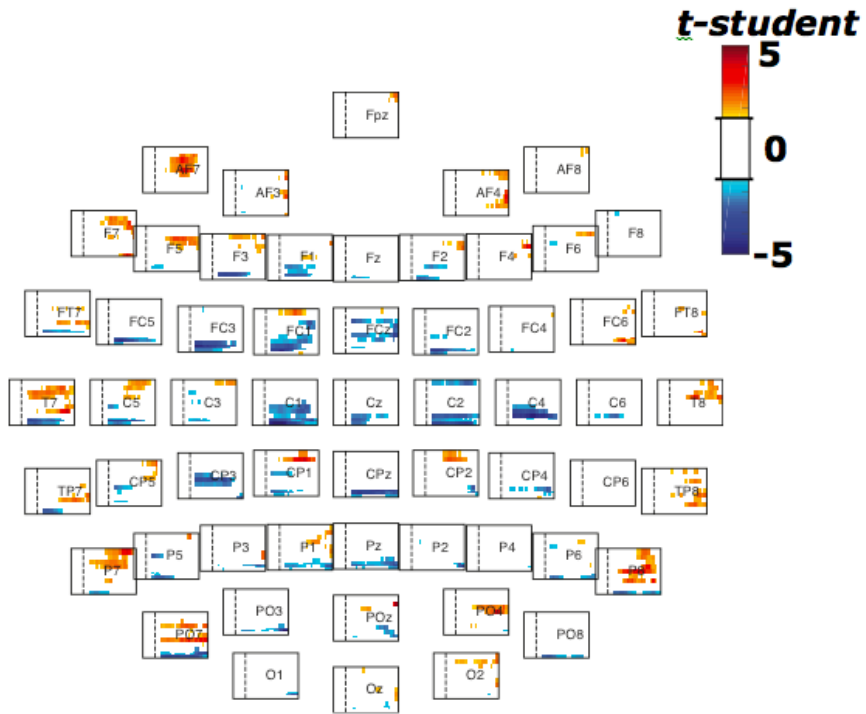 t-student
5
0
-5
Fpz
AF7
AF3
AF4
AF8
F7
F5
F3
F1
Fz
F2
F4
F6
F8
FT7
FC5
FC3
FC1
FCz
FC2
FC4
FC6
FT8
T7
C5
C3
C1
Cz
C2
C4
C6
T8
TP7
CP5
CP3
CP1
CPz
CP2
CP4
CP6
TP8
P7
P5
P3
P1
Pz
P2
P4
P6
P8
PO7
PO3
POz
PO4
PO8
O1
Oz
O2